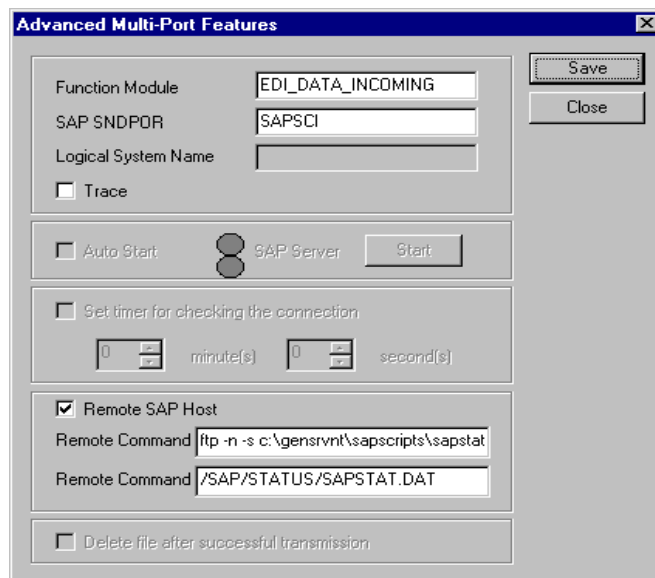 Advanced Multi-Port Features
Function Module EDI_DATA_INCOMING
SAP SNDPOR SAPSCI
Logical System Name
Trace
Auto Start SAP Server Start
Set timer for checking the connection
0 minute(s) 0 second(s)
Remote SAP Host
Remote Command ftp -n -s c:\gensrvnt\sapscripts\sapstat
Remote Command /SAP/STATUS/SAPSTAT.DAT
Delete file after successful transmission
Save
Close